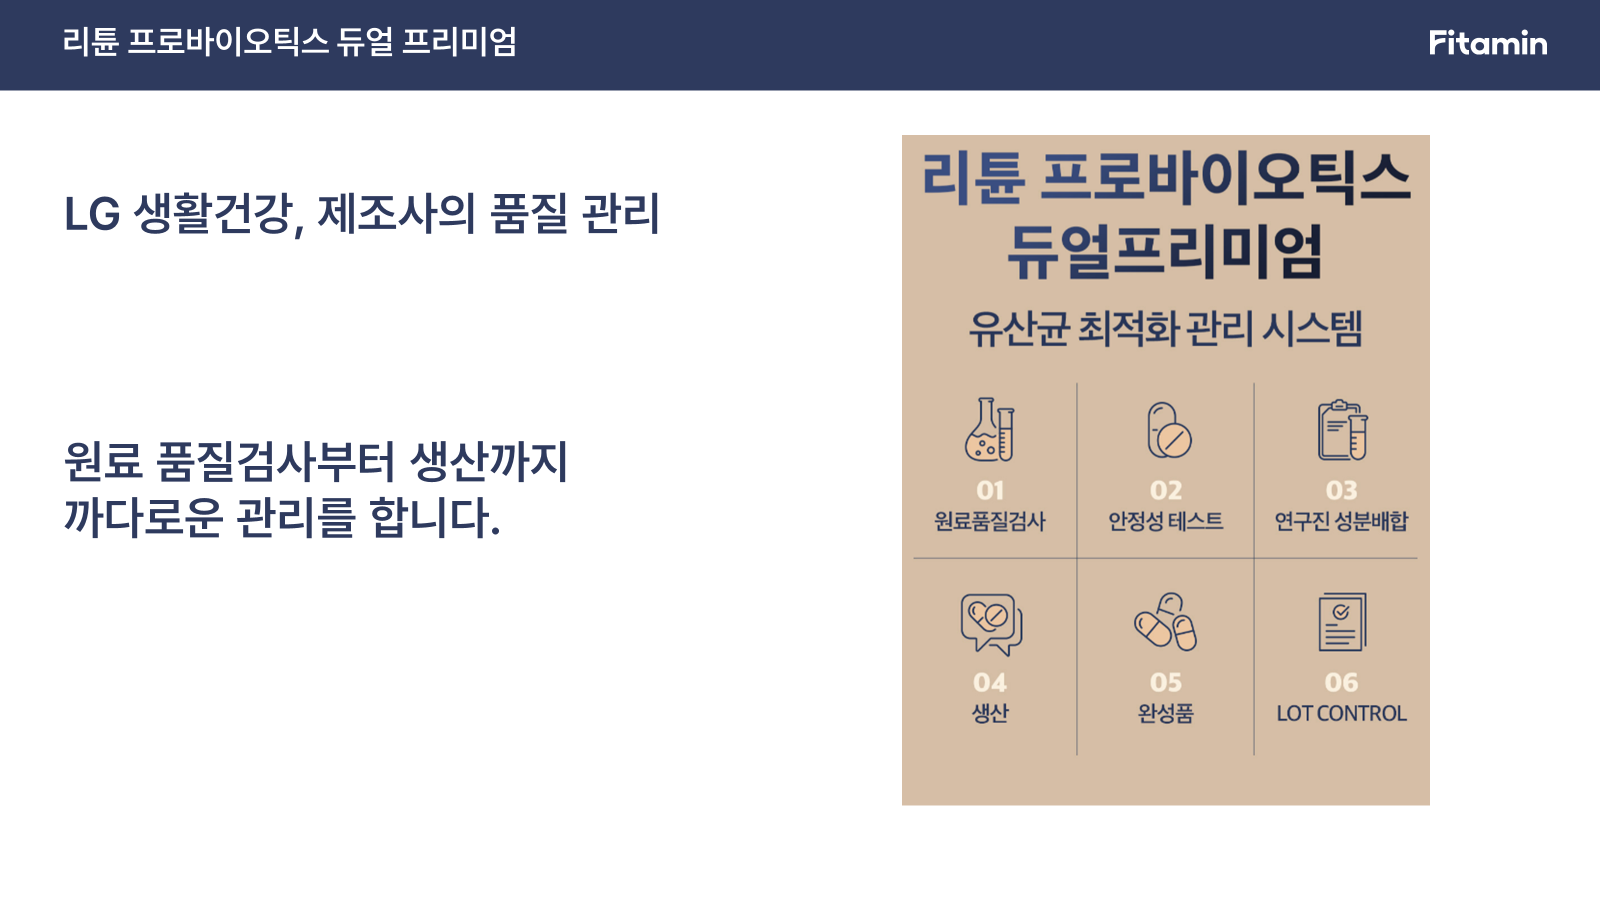 리튠 프로바이오틱스 듀얼 프리미엄
Fitamin
LG 생활건강, 제조사의 품질 관리
원료 품질검사부터 생산까지
까다로운 관리를 합니다.
리튠 프로바이오틱스
듀얼프리미엄
유산균 최적화 관리 시스템
01
원료품질검사
02
안정성 테스트
03
연구진 성분배합
04
생산
05
완성품
06
LOT CONTROL